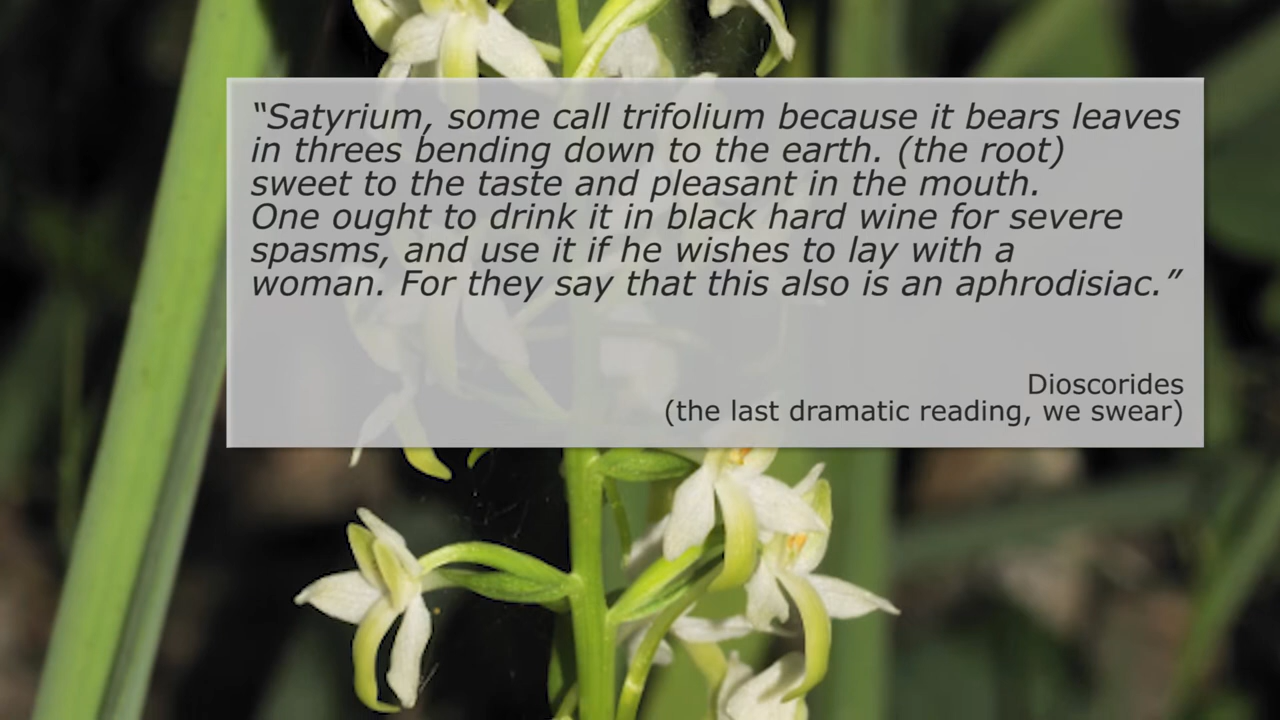 “Satyrium, some call trifolium because it bears leaves
in threes bending down to the earth. (the root)
sweet to the taste and pleasant in the mouth.
One ought to drink it in black hard wine for severe
spasms, and use it if he wishes to lay with a
woman. For they say that this also is an aphrodisiac.”
Dioscorides
(the last dramatic reading, we swear)